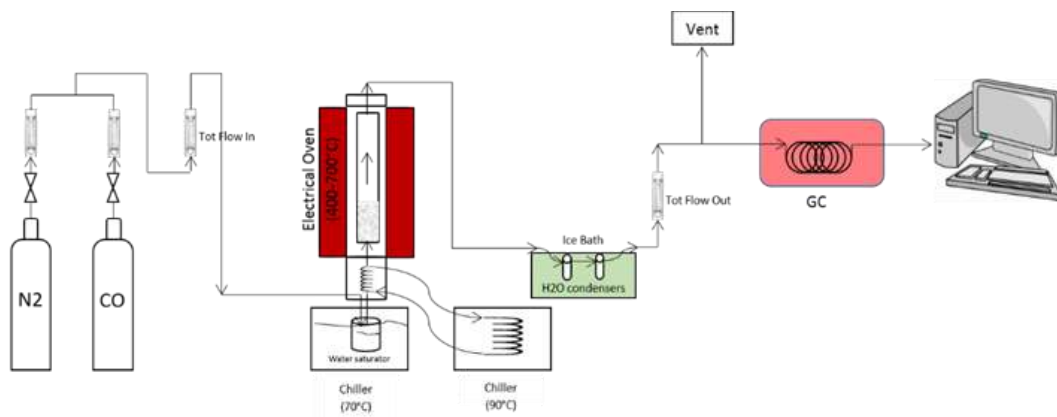 Vent
Tot Flow In
Electrical Oven
(400-700°C)
Tot Flow Out
GC
Ice Bath
H2O condensers
N2
CO
Water saturator
Chiller
(70°C)
Chiller
(90°C)